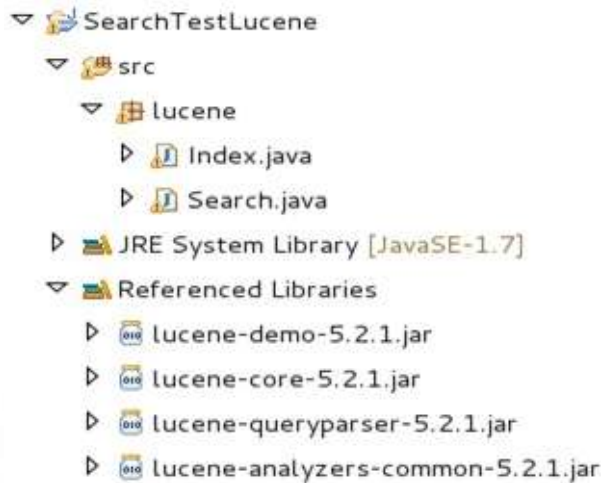 SearchTestLucene
src
lucene
Index.java
Search.java
JRE System Library [JavaSE-1.7]
Referenced Libraries
lucene-demo-5.2.1.jar
lucene-core-5.2.1.jar
lucene-queryparser-5.2.1.jar
lucene-analyzers-common-5.2.1.jar